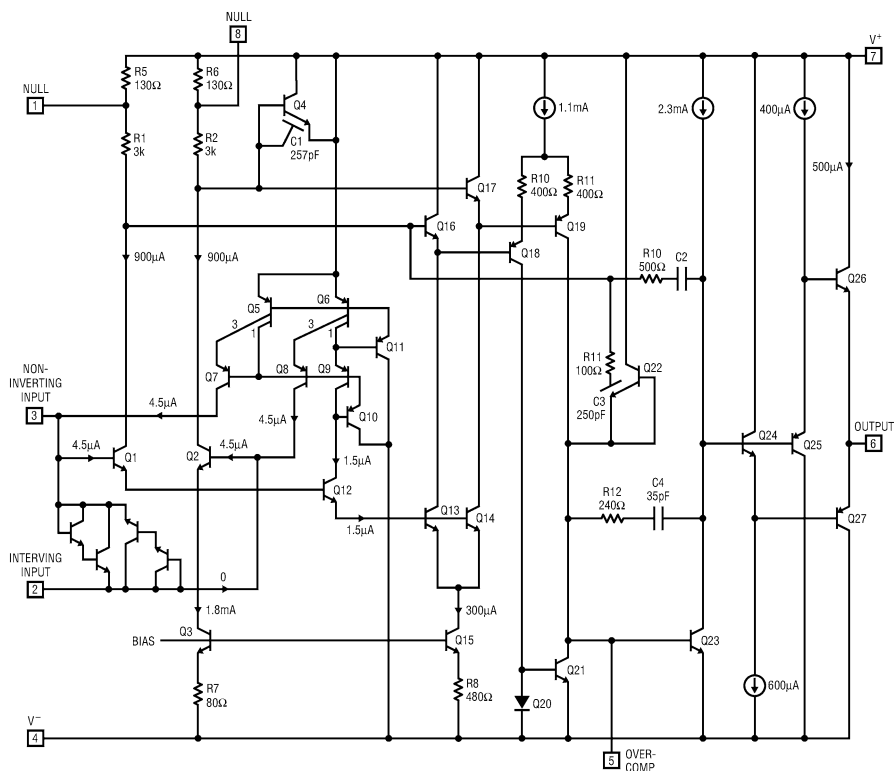 NULL
8
V+
7
R5
130Ω
R6
130Ω
NULL
1
Q4
1.1mA
2.3mA
400µA
R1
3k
R2
3k
C1
257pF
500µA
R10
400Ω
R11
400Ω
Q17
Q16
Q18
Q19
900µA
900µA
R10
500Ω
C2
Q26
Q5
Q6
3
1
3
1
Q11
R11
100Ω
Q22
Q7
Q8
Q9
C3
250pF
NON-
INVERTING
INPUT
3
4.5µA
4.5µA
Q10
OUTPUT
6
4.5µA
Q1
Q2
4.5µA
1.5µA
Q24
Q25
Q12
C4
35pF
R12
240Ω
1.5µA
Q13
Q14
Q27
INTERVING
INPUT
2
0
1.8mA
300µA
BIAS
Q3
Q15
Q23
Q21
R7
80Ω
R8
480Ω
Q20
600µA
V–
4
5
OVER-
COMP